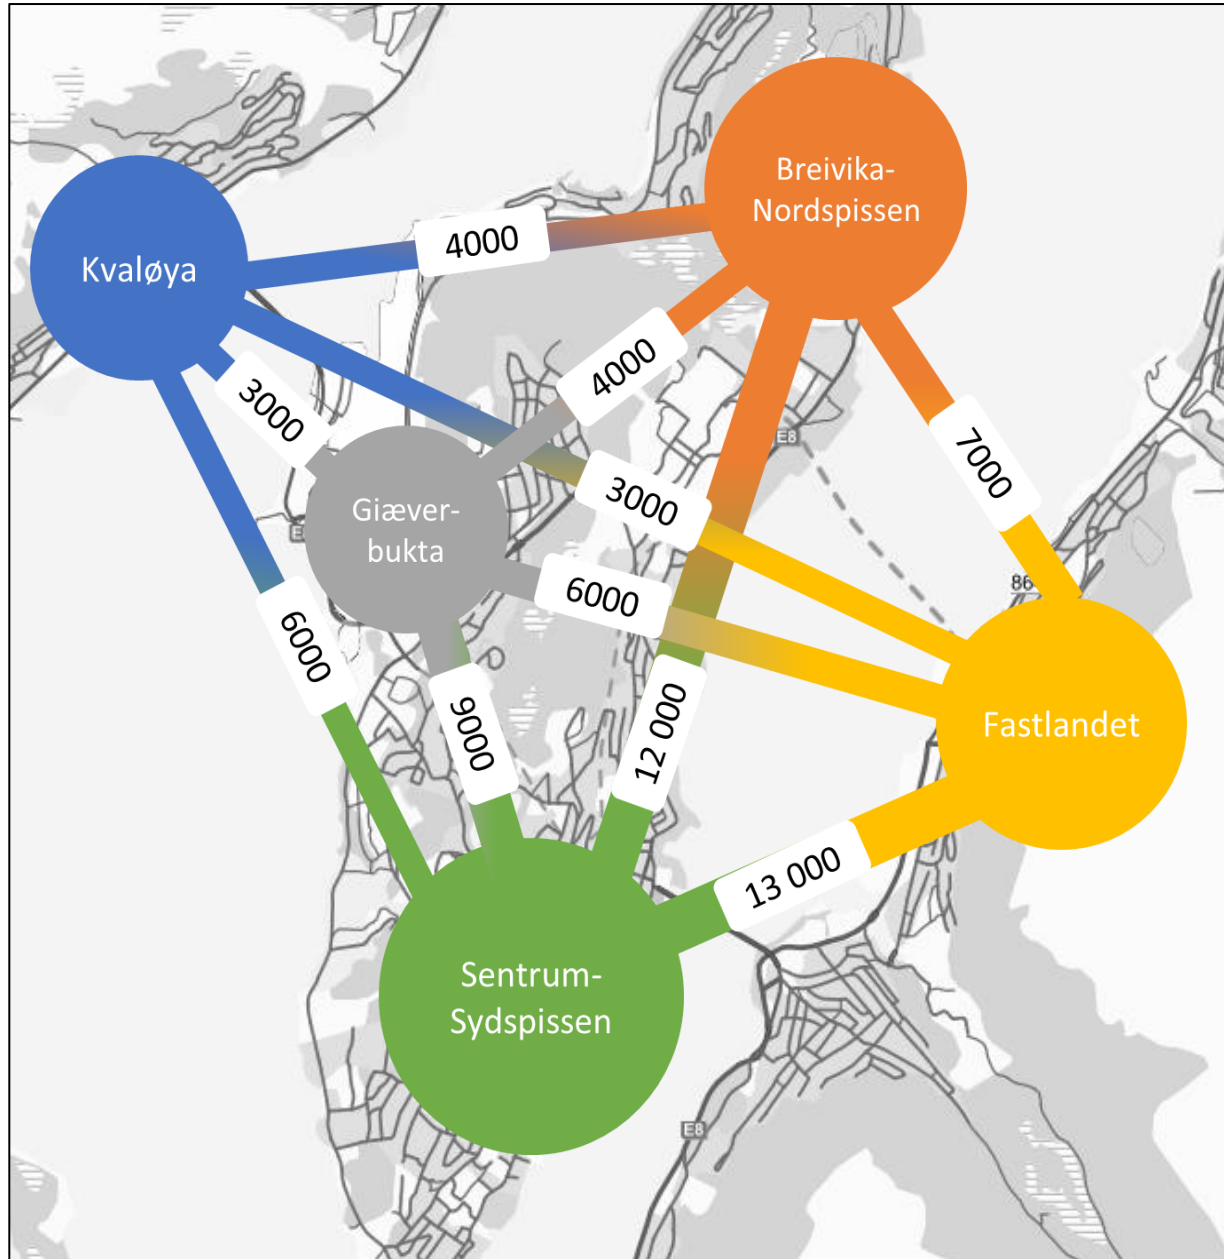 Breivika-
Nordspissen
Kvaløya
4000
4000
3000
E8
7000
3000
Giæver-
bukta
E
6000
86
6000
9000
12 000
Fastlandet
13 000
Sentrum-
Sydspissen
E8